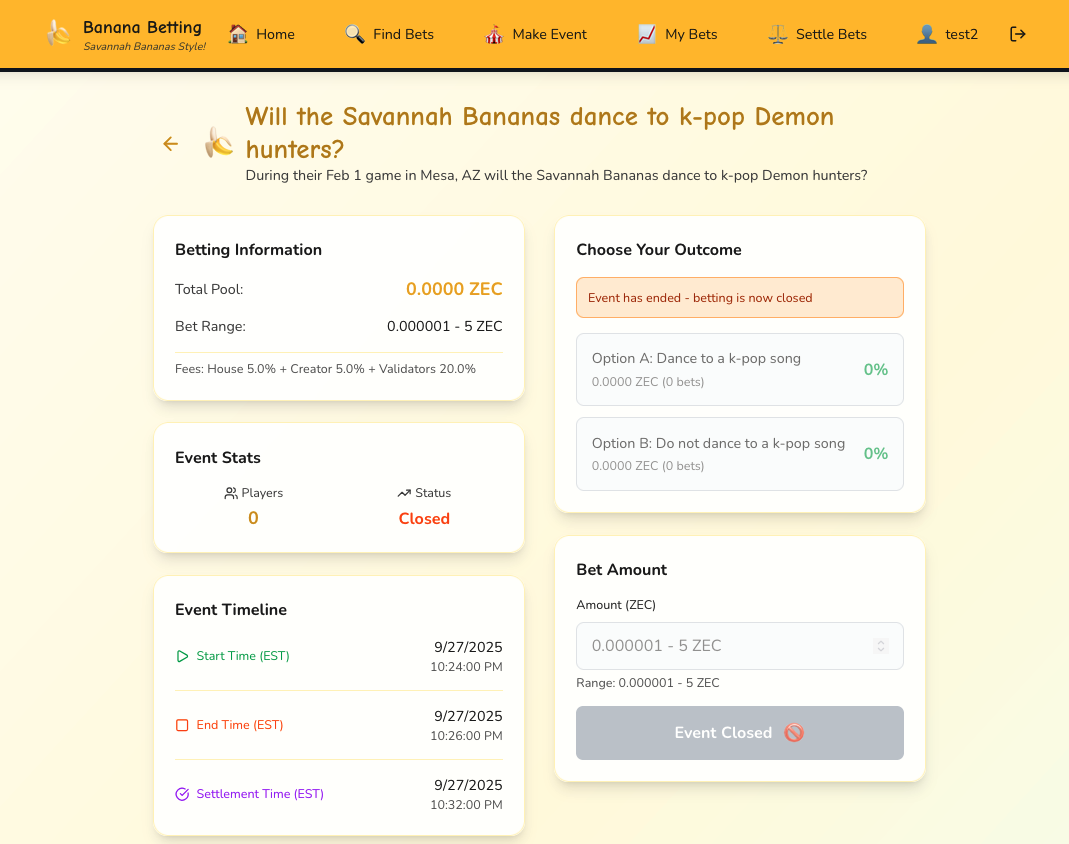 Banana Betting
Savannah Bananas Style!
Home
Find Bets
Make Event
My Bets
Settle Bets
test2
Will the Savannah Bananas dance to k-pop Demon
hunters?
During their Feb 1 game in Mesa, AZ will the Savannah Bananas dance to k-pop Demon hunters?
Betting Information
Total Pool: 0.0000 ZEC
Bet Range: 0.000001 - 5 ZEC
Fees: House 5.0% + Creator 5.0% + Validators 20.0%
Event Stats
Players
0
Status
Closed
Event Timeline
Start Time (EST)
9/27/2025
10:24:00 PM
End Time (EST)
9/27/2025
10:26:00 PM
Settlement Time (EST)
9/27/2025
10:32:00 PM
Choose Your Outcome
Event has ended - betting is now closed
Option A: Dance to a k-pop song
0.0000 ZEC (0 bets)
0%
Option B: Do not dance to a k-pop song
0.0000 ZEC (0 bets)
0%
Bet Amount
Amount (ZEC)
0.000001 - 5 ZEC
Range: 0.000001 - 5 ZEC
Event Closed